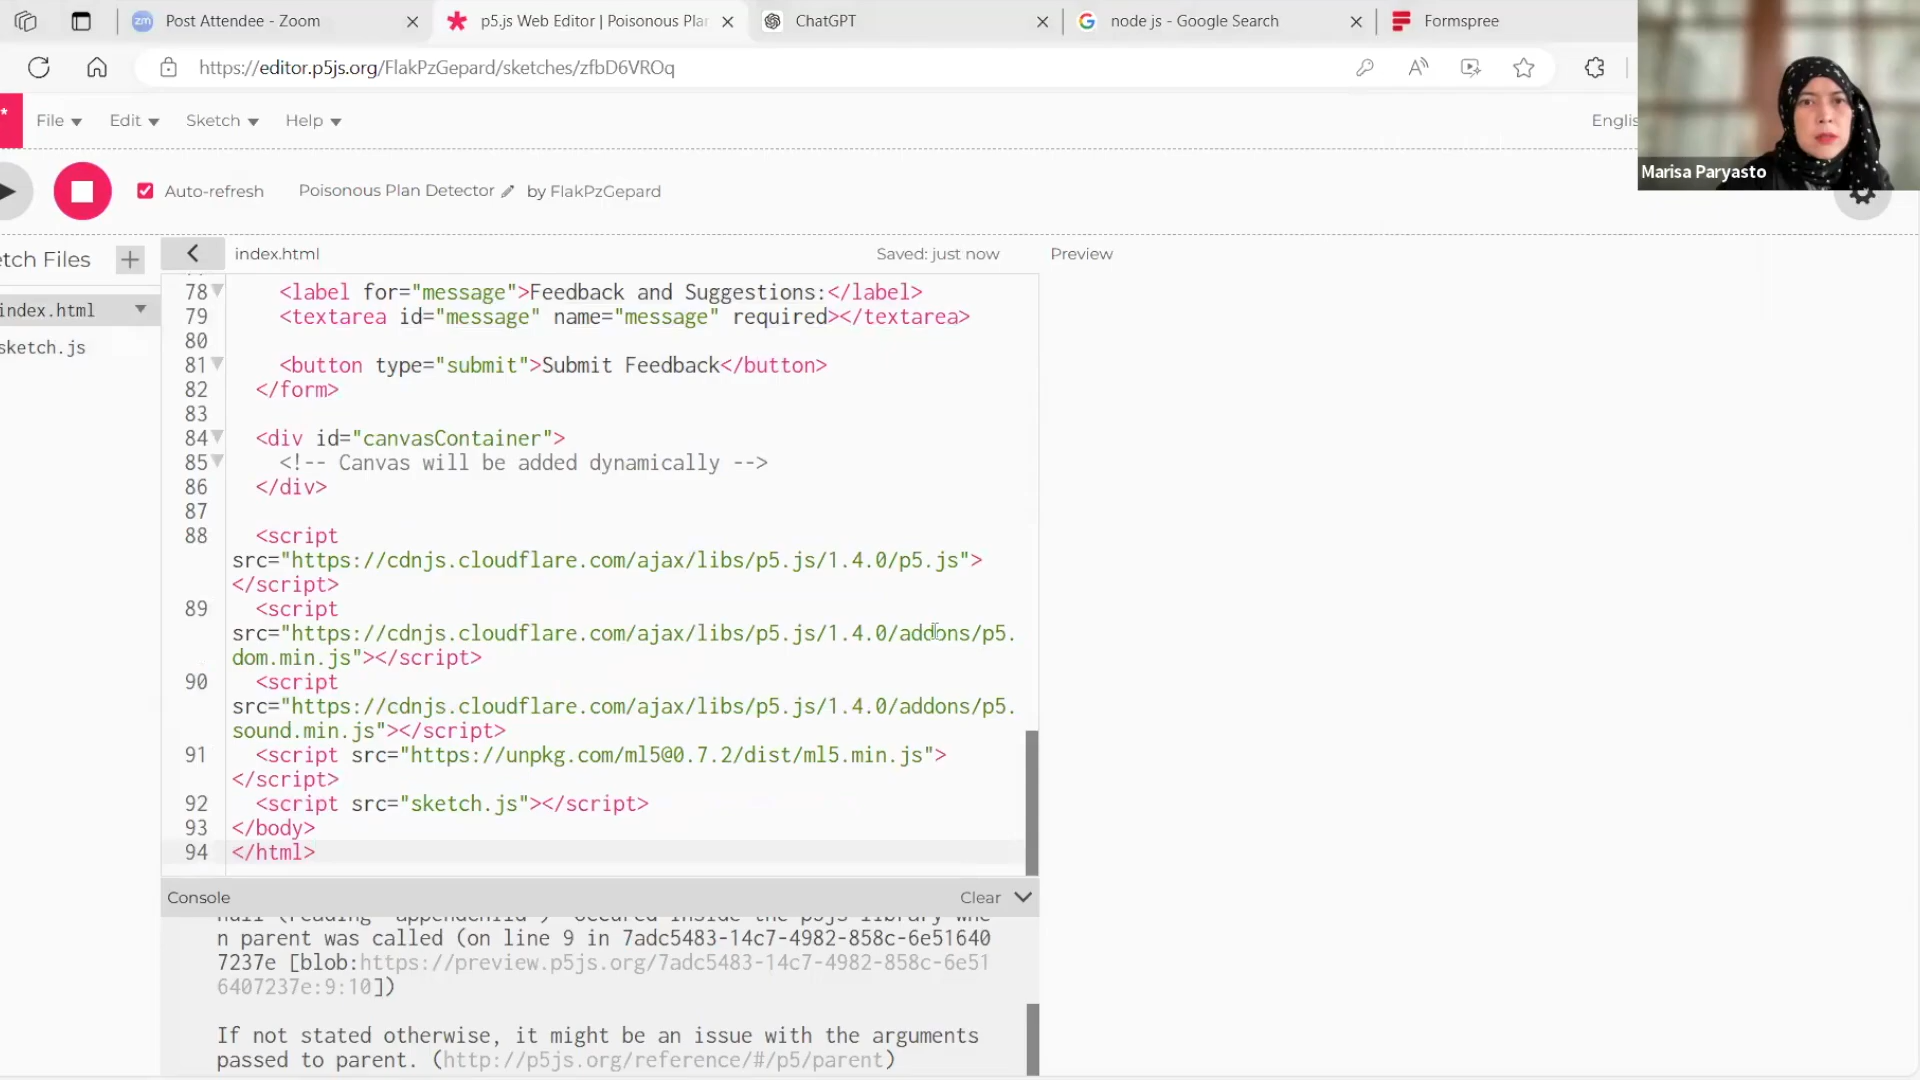 Post Attendee - Zoom
p5.js Web Editor | Poisonous Plan
ChatGPT
node js - Google Search
Formspree
https://editor.p5js.org/FlakPzGepard/sketches/zfbD6VROq
File
Edit
Sketch
Help
Englis
Marisa Paryasto
Auto-refresh
Poisonous Plan Detector
by FlakPzGepard
etch Files
index.html
Saved: just now
Preview
index.html
sketch.js
78 <label for="message">Feedback and Suggestions:</label>
79 <textarea id="message" name="message" required></textarea>
80
81 <button type="submit">Submit Feedback</button>
82 </form>
83
84 <div id="canvasContainer">
85 <!-- Canvas will be added dynamically -->
86 </div>
87
88 <script
src="https://cdnjs.cloudflare.com/ajax/libs/p5.js/1.4.0/p5.js">
</script>
89 <script
src="https://cdnjs.cloudflare.com/ajax/libs/p5.js/1.4.0/addons/p5.
dom.min.js"></script>
90 <script
src="https://cdnjs.cloudflare.com/ajax/libs/p5.js/1.4.0/addons/p5.
sound.min.js"></script>
91 <script src="https://unpkg.com/ml5@0.7.2/dist/ml5.min.js">
</script>
92 <script src="sketch.js"></script>
93 </body>
94 </html>
Console
Clear
null (reading 'appendChild')" occured inside the p5js library whe
n parent was called (on line 9 in 7adc5483-14c7-4982-858c-6e51640
7237e [blob:https://preview.p5js.org/7adc5483-14c7-4982-858c-6e51
6407237e:9:10])
If not stated otherwise, it might be an issue with the arguments
passed to parent. (http://p5js.org/reference/#/p5/parent)